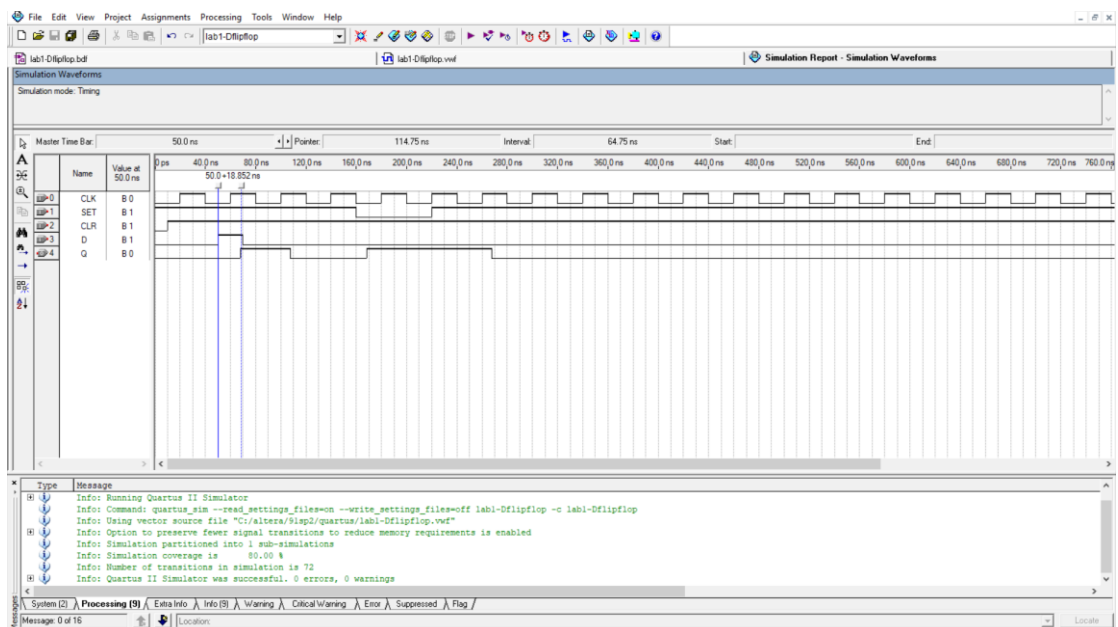 File Edit View Project Assignments Processing Tools Window Help
lab1-Dflipflop
lab1-Dflipflop.bdf lab1-Dflipflop.vwf Simulation Report - Simulation Waveforms
Simulation Waveforms
Simulation mode: Timing
Master Time Bar: 50.0 ns Pointer: 114.75 ns Interval: 64.75 ns Start: End:
Name Value at 50.0 ns
0 ps 40.0 ns 80.0 ns 120.0 ns 160.0 ns 200.0 ns 240.0 ns 280.0 ns 320.0 ns 360.0 ns 400.0 ns 440.0 ns 480.0 ns 520.0 ns 560.0 ns 600.0 ns 640.0 ns 680.0 ns 720.0 ns 760.0 ns
50.0 +18.852 ns
0 CLK B 0
1 SET B 1
2 CLR B 1
3 D B 1
4 Q B 0
Type Message
Info: Running Quartus II Simulator
Info: Command: quartus_sim --read_settings_files=on --write_settings_files=off lab1-Dflipflop -c lab1-Dflipflop
Info: Using vector source file "C:/altera/91sp2/quartus/lab1-Dflipflop.vwf"
Info: Option to preserve fewer signal transitions to reduce memory requirements is enabled
Info: Simulation partitioned into 1 sub-simulations
Info: Simulation coverage is 80.00 %
Info: Number of transitions in simulation is 72
Info: Quartus II Simulator was successful. 0 errors, 0 warnings
System (2) Processing (9) Extra Info Info (9) Warning Critical Warning Error Suppressed Flag
Messages
Message: 0 of 16 Location: Locate